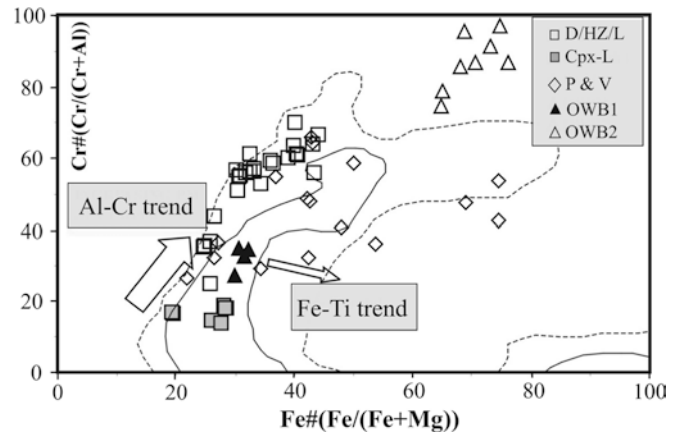 100
80
60
40
20
0
Cr#(Cr/(Cr+Al))
D/HZ/L
Cpx-L
P & V
OWB1
OWB2
Al-Cr trend
Fe-Ti trend
0 20 40 60 80 100
Fe#(Fe/(Fe+Mg))